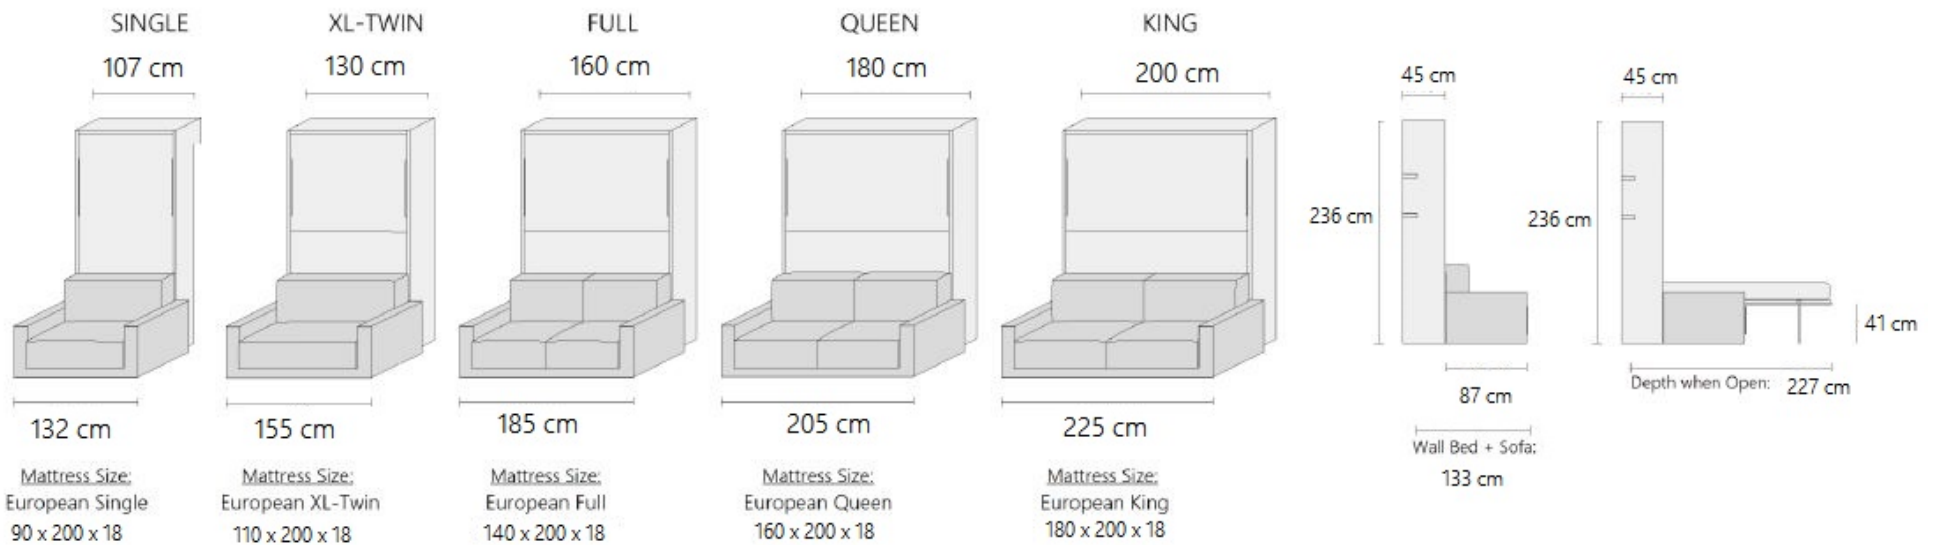 SINGLE
107 cm
132 cm
Mattress Size:
European Single
90 x 200 x 18
XL-TWIN
130 cm
155 cm
Mattress Size:
European XL-Twin
110 x 200 x 18
FULL
160 cm
185 cm
Mattress Size:
European Full
140 x 200 x 18
QUEEN
180 cm
205 cm
Mattress Size:
European Queen
160 x 200 x 18
KING
200 cm
225 cm
Mattress Size:
European King
180 x 200 x 18
45 cm
236 cm
87 cm
Wall Bed + Sofa:
133 cm
45 cm
236 cm
41 cm
Depth when Open: 227 cm